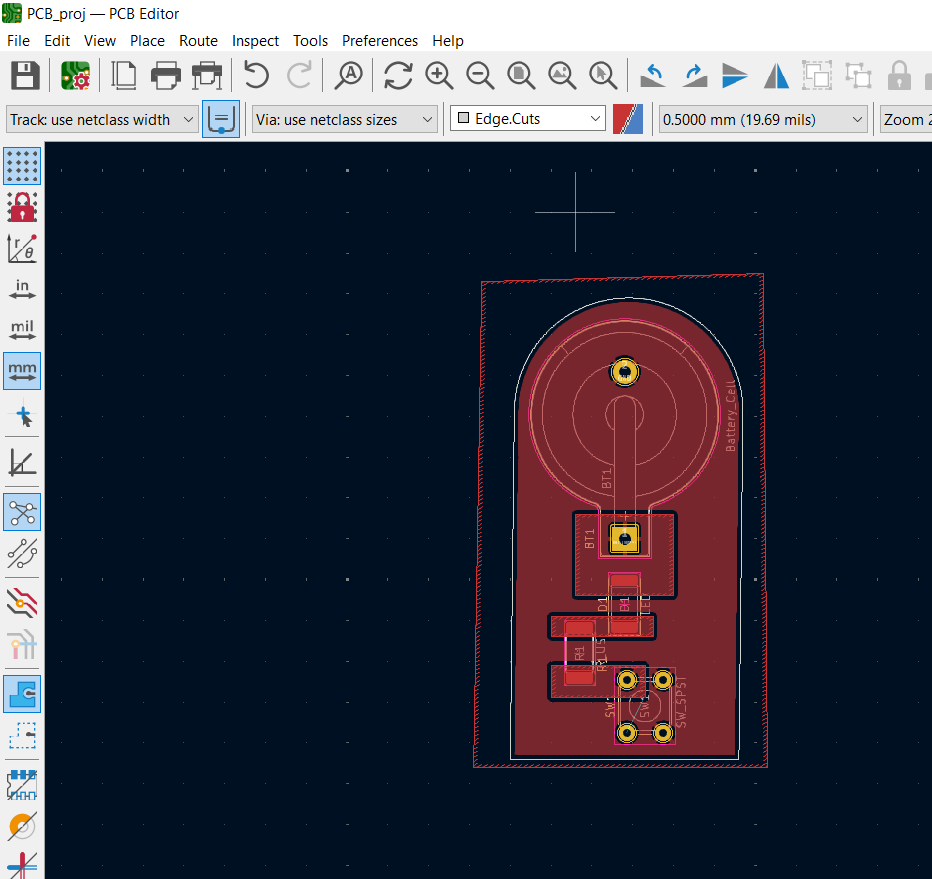 PCB_proj — PCB Editor
File Edit View Place Route Inspect Tools Preferences Help
Track: use netclass width Via: use netclass sizes Edge.Cuts 0.5000 mm (19.69 mils) Zoom 2
in
mil
mm
Battery_Cell
BT1
BT1
D1
D1
LED
R1
R1
SW1
SW_SPST